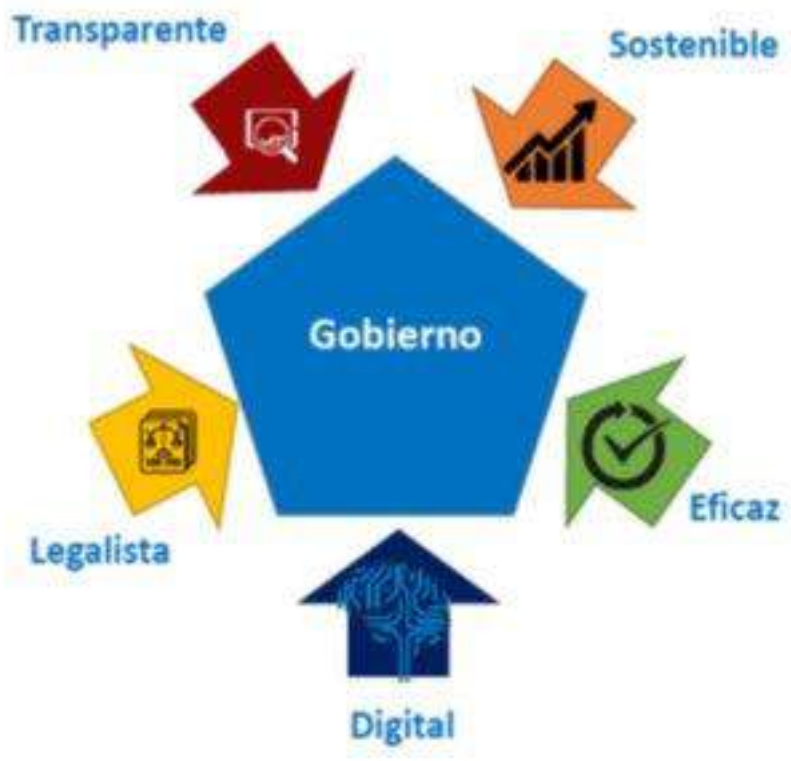 Transparente
Sostenible
Gobierno
Legalista
Eficaz
Digital